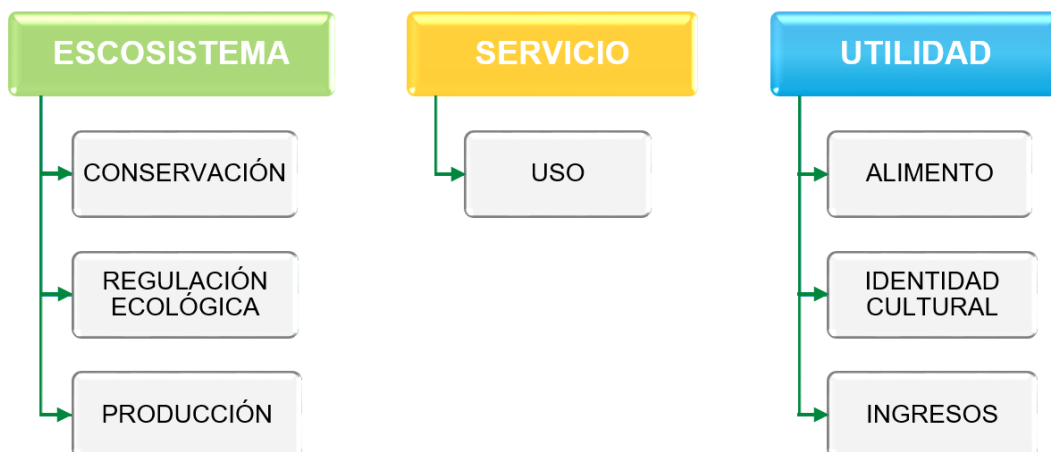 ESCOSISTEMA
CONSERVACIÓN
REGULACIÓN
ECOLÓGICA
PRODUCCIÓN
SERVICIO
USO
UTILIDAD
ALIMENTO
IDENTIDAD
CULTURAL
INGRESOS